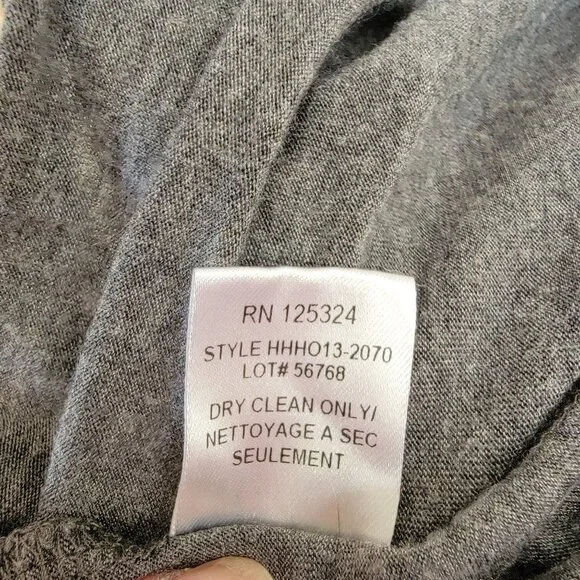 RN 125324
STYLE HHHO13-2070
LOT# 56768
DRY CLEAN ONLY/
NETTOYAGE A SEC
SEULEMENT